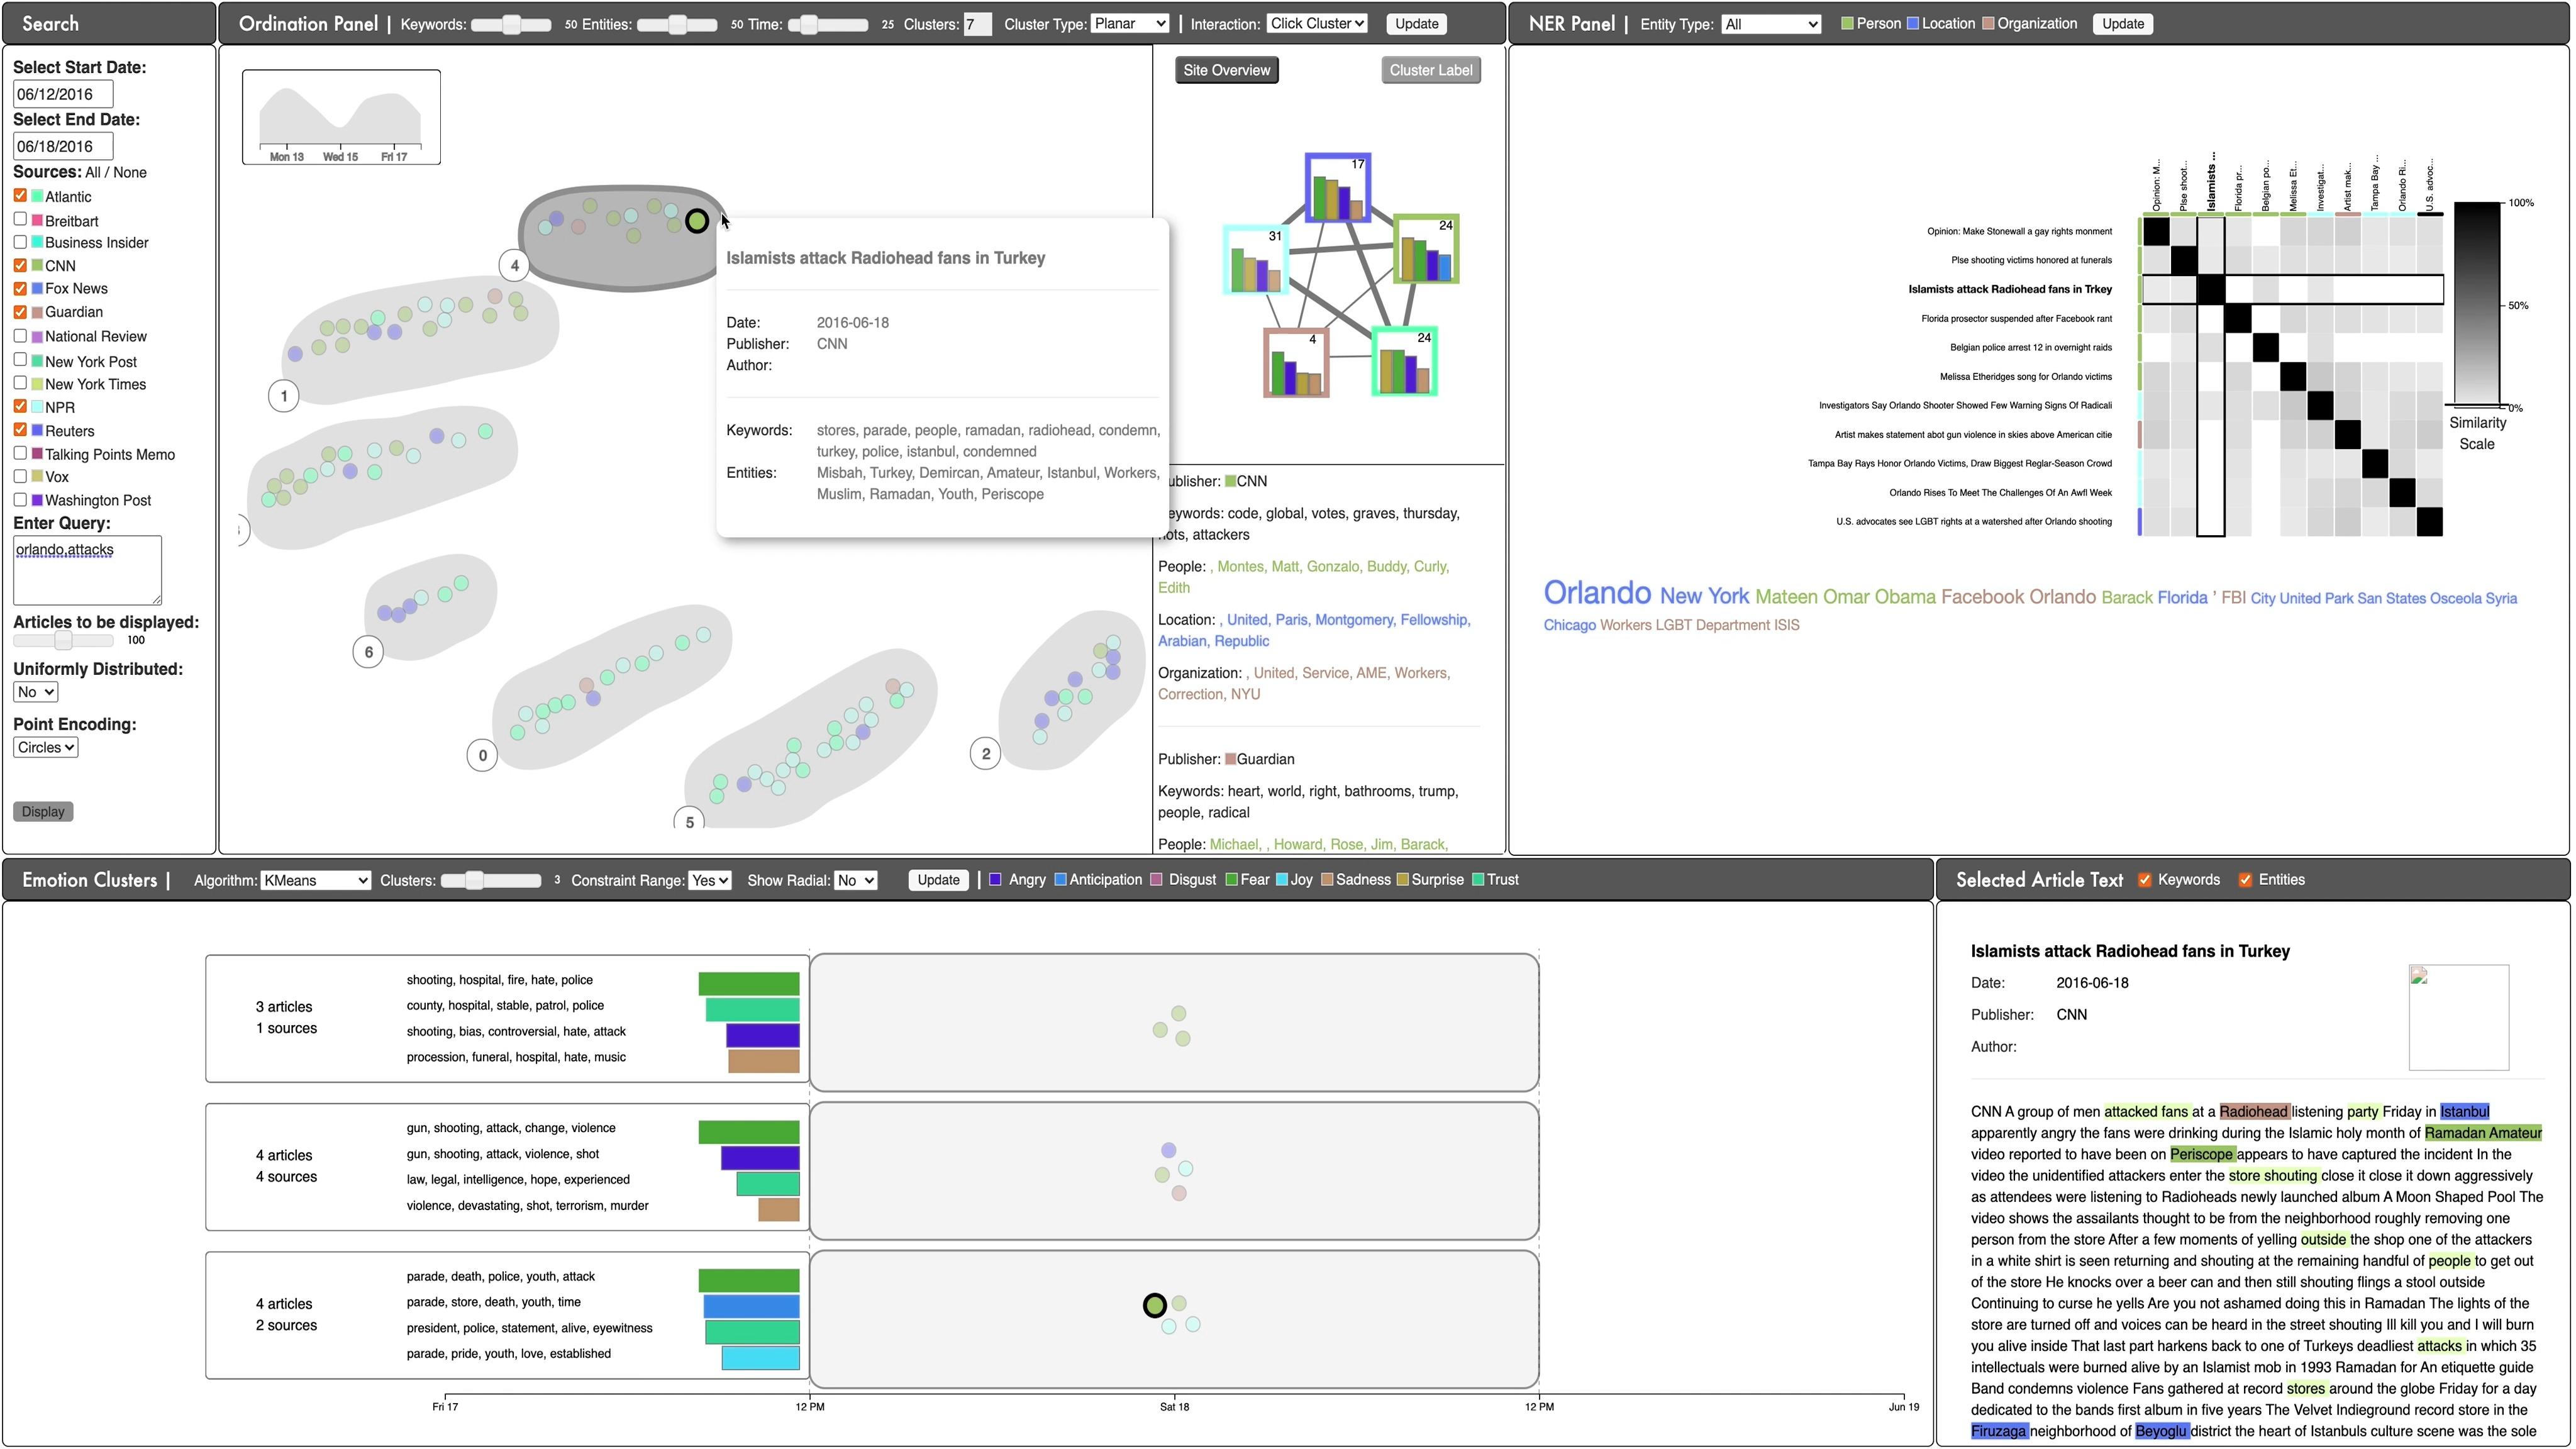 Search
Ordination Panel | Keywords: 50 Entities: 50 Time: 25 Clusters: 7 Cluster Type: Planar | Interaction: Click Cluster Update
NER Panel | Entity Type: All Person Location Organization Update
Select Start Date:
06/12/2016
Select End Date:
06/18/2016
Sources: All / None
Atlantic
Breitbart
Business Insider
CNN
Fox News
Guardian
National Review
New York Post
New York Times
NPR
Reuters
Talking Points Memo
Vox
Washington Post
Enter Query:
orlando,attacks
Articles to be displayed:
100
Uniformly Distributed:
No
Point Encoding:
Circles
Display
Mon 13 Wed 15 Fri 17
4
1
6
0
5
2
Islamists attack Radiohead fans in Turkey
Date: 2016-06-18
Publisher: CNN
Author:
Keywords: stores, parade, people, ramadan, radiohead, condemn,
turkey, police, istanbul, condemned
Entities: Misbah, Turkey, Demircan, Amateur, Istanbul, Workers,
Muslim, Ramadan, Youth, Periscope
Site Overview Cluster Label
17
24
31
4
24
ublisher: CNN
eywords: code, global, votes, graves, thursday,
attackers
People: , Montes, Matt, Gonzalo, Buddy, Curly,
Edith
Location: , United, Paris, Montgomery, Fellowship,
Arabian, Republic
Organization: , United, Service, AME, Workers,
Correction, NYU
Publisher: Guardian
Keywords: heart, world, right, bathrooms, trump,
people, radical
People: Michael, , Howard, Rose, Jim, Barack,
Opinion: M...
Plse shoot...
Islamists ...
Florida pr...
Belgian po...
Melissa Et...
Investigat...
Artist mak...
Tampa Bay ...
Orlando Ri...
U.S. advoc...
Opinion: Make Stonewall a gay rights monment
Plse shooting victims honored at funerals
Islamists attack Radiohead fans in Trkey
Florida prosector suspended after Facebook rant
Belgian police arrest 12 in overnight raids
Melissa Etheridges song for Orlando victims
Investigators Say Orlando Shooter Showed Few Warning Signs Of Radicali
Artist makes statement abot gun violence in skies above American citie
Tampa Bay Rays Honor Orlando Victims, Draw Biggest Reglar-Season Crowd
Orlando Rises To Meet The Challenges Of An Awfl Week
U.S. advocates see LGBT rights at a watershed after Orlando shooting
100%
50%
0%
Similarity
Scale
Orlando New York Mateen Omar Obama Facebook Orlando Barack Florida ' FBI City United Park San States Osceola Syria
Chicago Workers LGBT Department ISIS
Emotion Clusters | Algorithm: KMeans Clusters: 3 Constraint Range: Yes Show Radial: No Update | Angry Anticipation Disgust Fear Joy Sadness Surprise Trust
3 articles
1 sources
shooting, hospital, fire, hate, police
county, hospital, stable, patrol, police
shooting, bias, controversial, hate, attack
procession, funeral, hospital, hate, music
4 articles
4 sources
gun, shooting, attack, change, violence
gun, shooting, attack, violence, shot
law, legal, intelligence, hope, experienced
violence, devastating, shot, terrorism, murder
4 articles
2 sources
parade, death, police, youth, attack
parade, store, death, youth, time
president, police, statement, alive, eyewitness
parade, pride, youth, love, established
Fri 17 12 PM Sat 18 12 PM Jun 19
Selected Article Text Keywords Entities
Islamists attack Radiohead fans in Turkey
Date: 2016-06-18
Publisher: CNN
Author:
CNN A group of men attacked fans at a Radiohead listening party Friday in Istanbul
apparently angry the fans were drinking during the Islamic holy month of Ramadan Amateur
video reported to have been on Periscope appears to have captured the incident In the
video the unidentified attackers enter the store shouting close it close it down aggressively
as attendees were listening to Radioheads newly launched album A Moon Shaped Pool The
video shows the assailants thought to be from the neighborhood roughly removing one
person from the store After a few moments of yelling outside the shop one of the attackers
in a white shirt is seen returning and shouting at the remaining handful of people to get out
of the store He knocks over a beer can and then still shouting flings a stool outside
Continuing to curse he yells Are you not ashamed doing this in Ramadan The lights of the
store are turned off and voices can be heard in the street shouting Ill kill you and I will burn
you alive inside That last part harkens back to one of Turkeys deadliest attacks in which 35
intellectuals were burned alive by an Islamist mob in 1993 Ramadan for An etiquette guide
Band condemns violence Fans gathered at record stores around the globe Friday for a day
dedicated to the bands first album in five years The Velvet Indieground record store in the
Firuzaga neighborhood of Beyoglu district the heart of Istanbuls culture scene was the sole